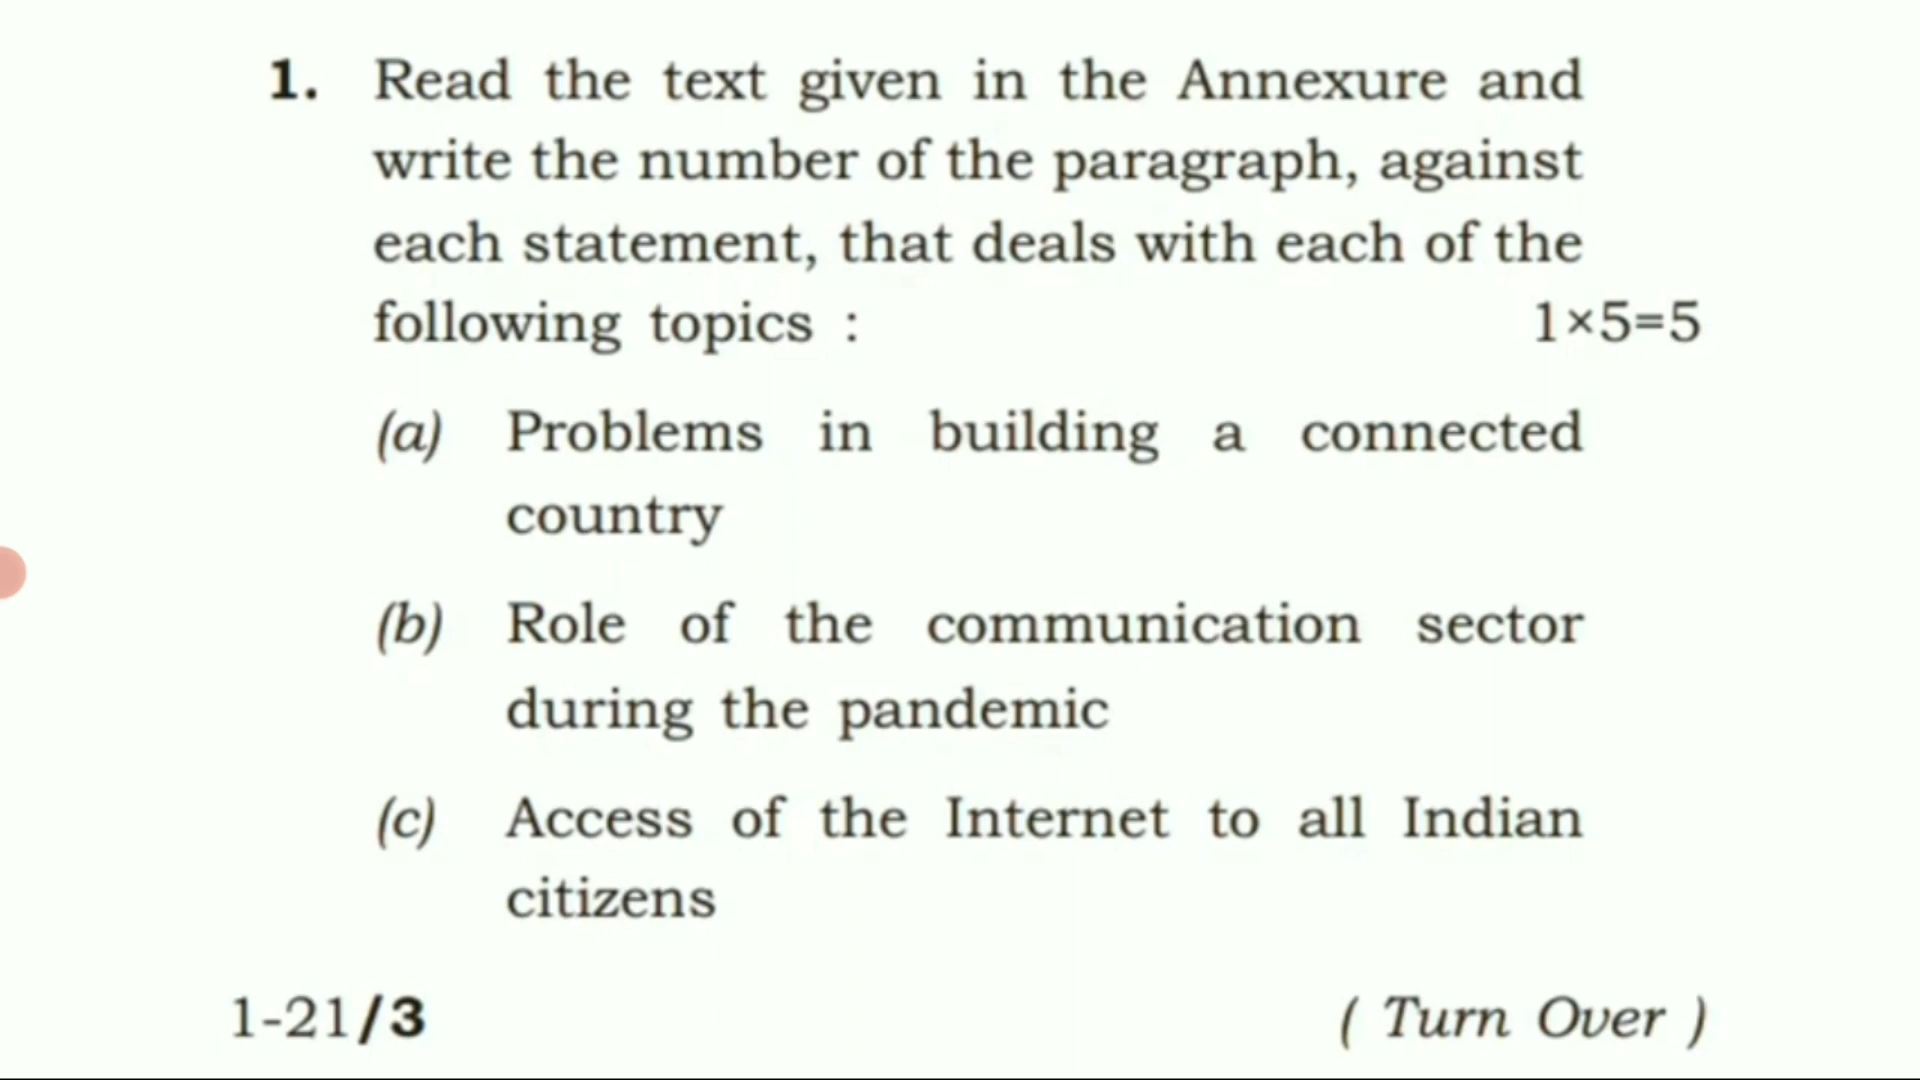 1. Read the text given in the Annexure and
write the number of the paragraph, against
each statement, that deals with each of the
following topics : 1×5=5
(a) Problems in building a connected
country
(b) Role of the communication sector
during the pandemic
(c) Access of the Internet to all Indian
citizens
1-21/3 ( Turn Over )